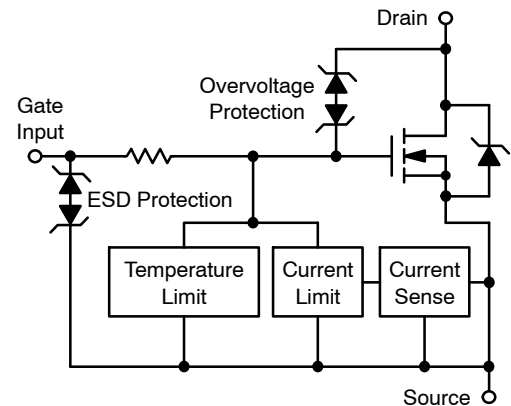 Drain
Overvoltage
Protection
Gate
Input
ESD Protection
Temperature
Limit
Current
Limit
Current
Sense
Source